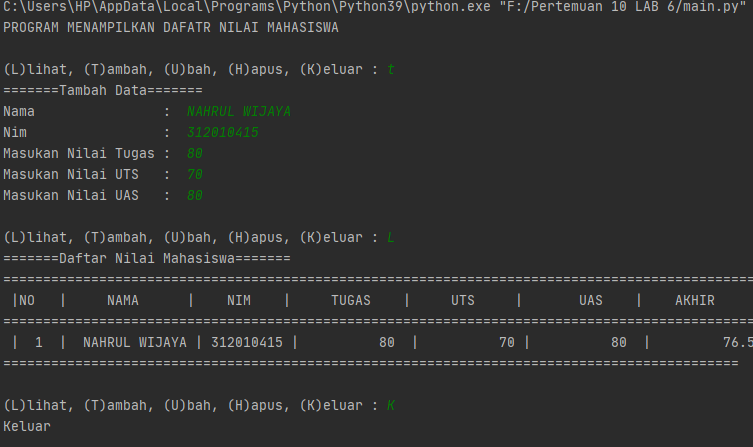 C:\Users\HP\AppData\Local\Programs\Python\Python39\python.exe "F:/Pertemuan 10 LAB 6/main.py"
PROGRAM MENAMPILKAN DAFATR NILAI MAHASISWA
(L)lihat, (T)ambah, (U)bah, (H)apus, (K)eluar : t
=======Tambah Data=======
Nama : NAHRUL WIJAYA
Nim : 312010415
Masukan Nilai Tugas : 80
Masukan Nilai UTS : 70
Masukan Nilai UAS : 80
(L)lihat, (T)ambah, (U)bah, (H)apus, (K)eluar : L
=======Daftar Nilai Mahasiswa=======
==============================================================================================
|NO | NAMA | NIM | TUGAS | UTS | UAS | AKHIR
==============================================================================================
| 1 | NAHRUL WIJAYA | 312010415 | 80 | 70 | 80 | 76.5
============================================================================================
(L)lihat, (T)ambah, (U)bah, (H)apus, (K)eluar : K
Keluar